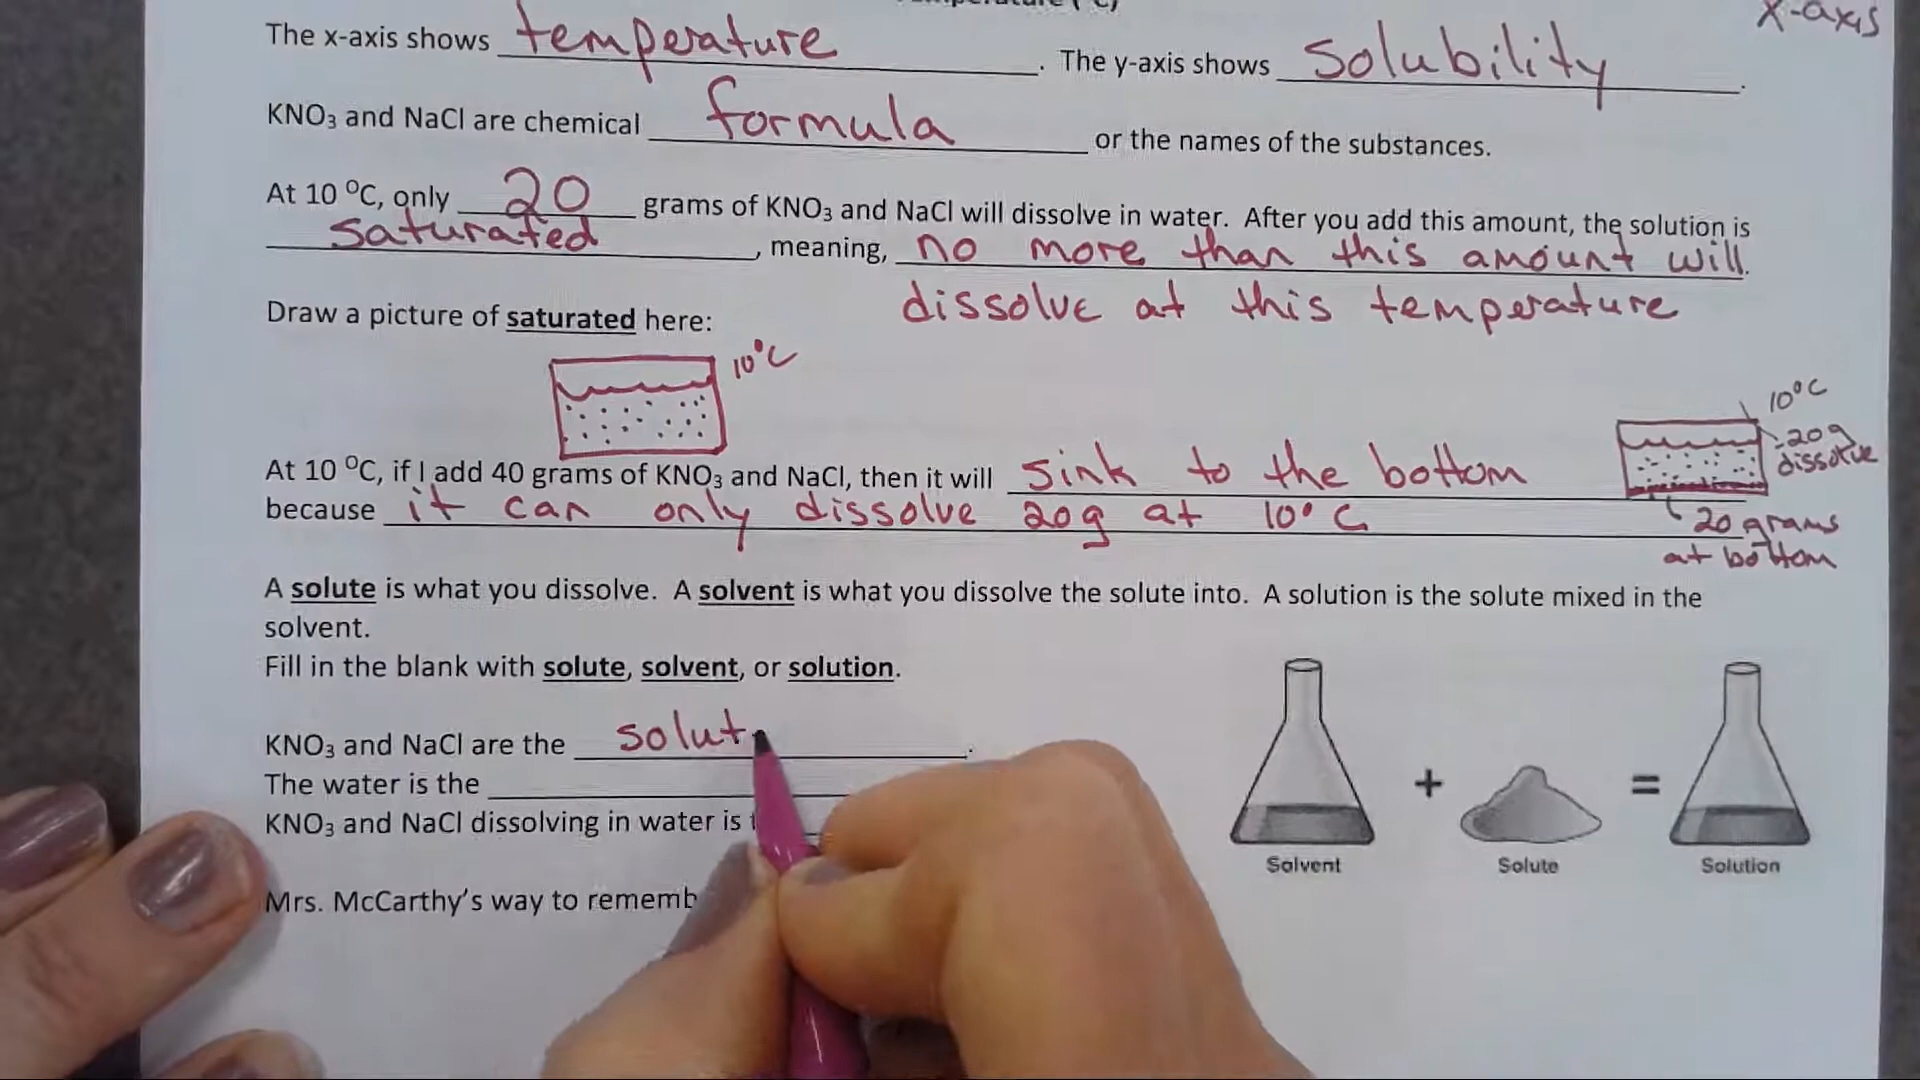 x-axis
The x-axis shows temperature. The y-axis shows solubility.
KNO₃ and NaCl are chemical formula or the names of the substances.
At 10 ⁰C, only 20 grams of KNO₃ and NaCl will dissolve in water. After you add this amount, the solution is
saturated, meaning, no more than this amount will.
dissolve at this temperature
Draw a picture of saturated here:
10°C
10°C
20g
dissolve
At 10 ⁰C, if I add 40 grams of KNO₃ and NaCl, then it will sink to the bottom
because it can only dissolve 20g at 10° C
20 grams
at bottom
A solute is what you dissolve. A solvent is what you dissolve the solute into. A solution is the solute mixed in the
solvent.
Fill in the blank with solute, solvent, or solution.
KNO₃ and NaCl are the solut.
The water is the
KNO₃ and NaCl dissolving in water is
+ =
Solvent Solute Solution
Mrs. McCarthy's way to rememb